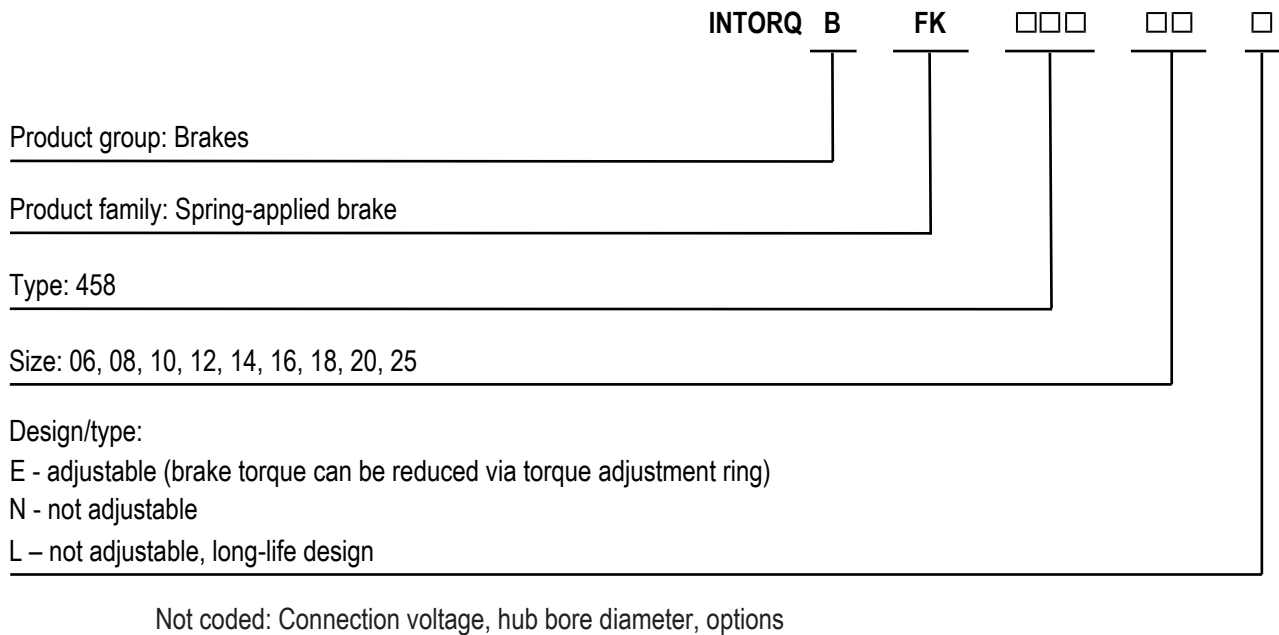 INTORQ B FK □□□ □□ □
Product group: Brakes
Product family: Spring-applied brake
Type: 458
Size: 06, 08, 10, 12, 14, 16, 18, 20, 25
Design/type:
E - adjustable (brake torque can be reduced via torque adjustment ring)
N - not adjustable
L – not adjustable, long-life design
Not coded: Connection voltage, hub bore diameter, options